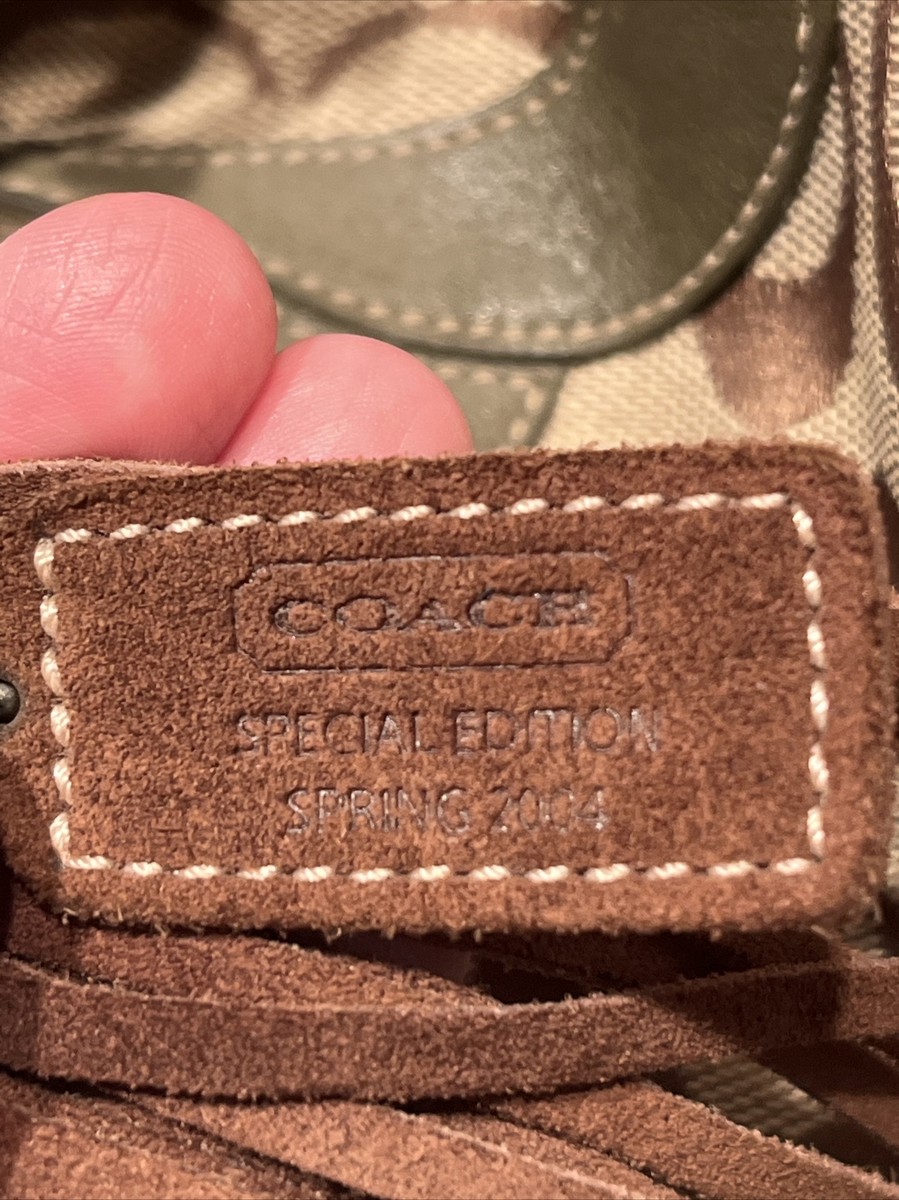 COACH
SPECIAL EDITION
SPRING 2004